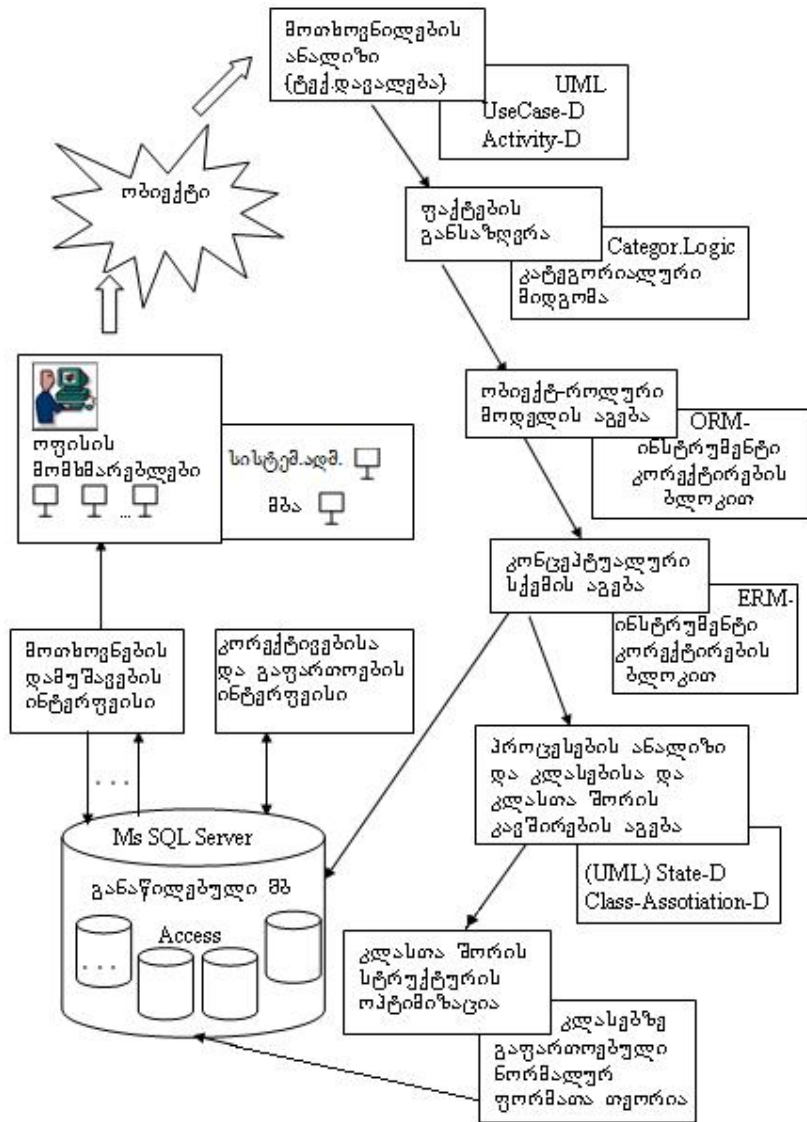 მოთხოვნილების
ანალიზი
{ტექ.დავალება}
UML
UseCase-D
Activity-D
ობიექტი
ფაქტების
განსაზღვრა
Categor.Logic
კატეგორიალური
მიდგომა
ობიექტ-როლური
მოდელის აგება
ORM-
ინსტრუმენტი
კორექტირების
ბლოკით
ოფისის
მომხმარებლები
...
სისტემ.ადმ.
მბა
კონცეპტუალური
სქემის აგება
ERM-
ინსტრუმენტი
კორექტირების
ბლოკით
მოთხოვნების
დამუშავების
ინტერფეისი
კორექტივებისა
და გაფართოების
ინტერფეისი
პროცესების ანალიზი
და კლასებისა და
კლასთა შორის
კავშირების აგება
(UML) State-D
Class-Assotiation-D
. . .
Ms SQL Server
განაწილებული მბ
Access
. . .
კლასთა შორის
სტრუქტურის
ოპტიმიზაცია
კლასებზე
გაფართოებული
ნორმალურ
ფორმათა თეორია